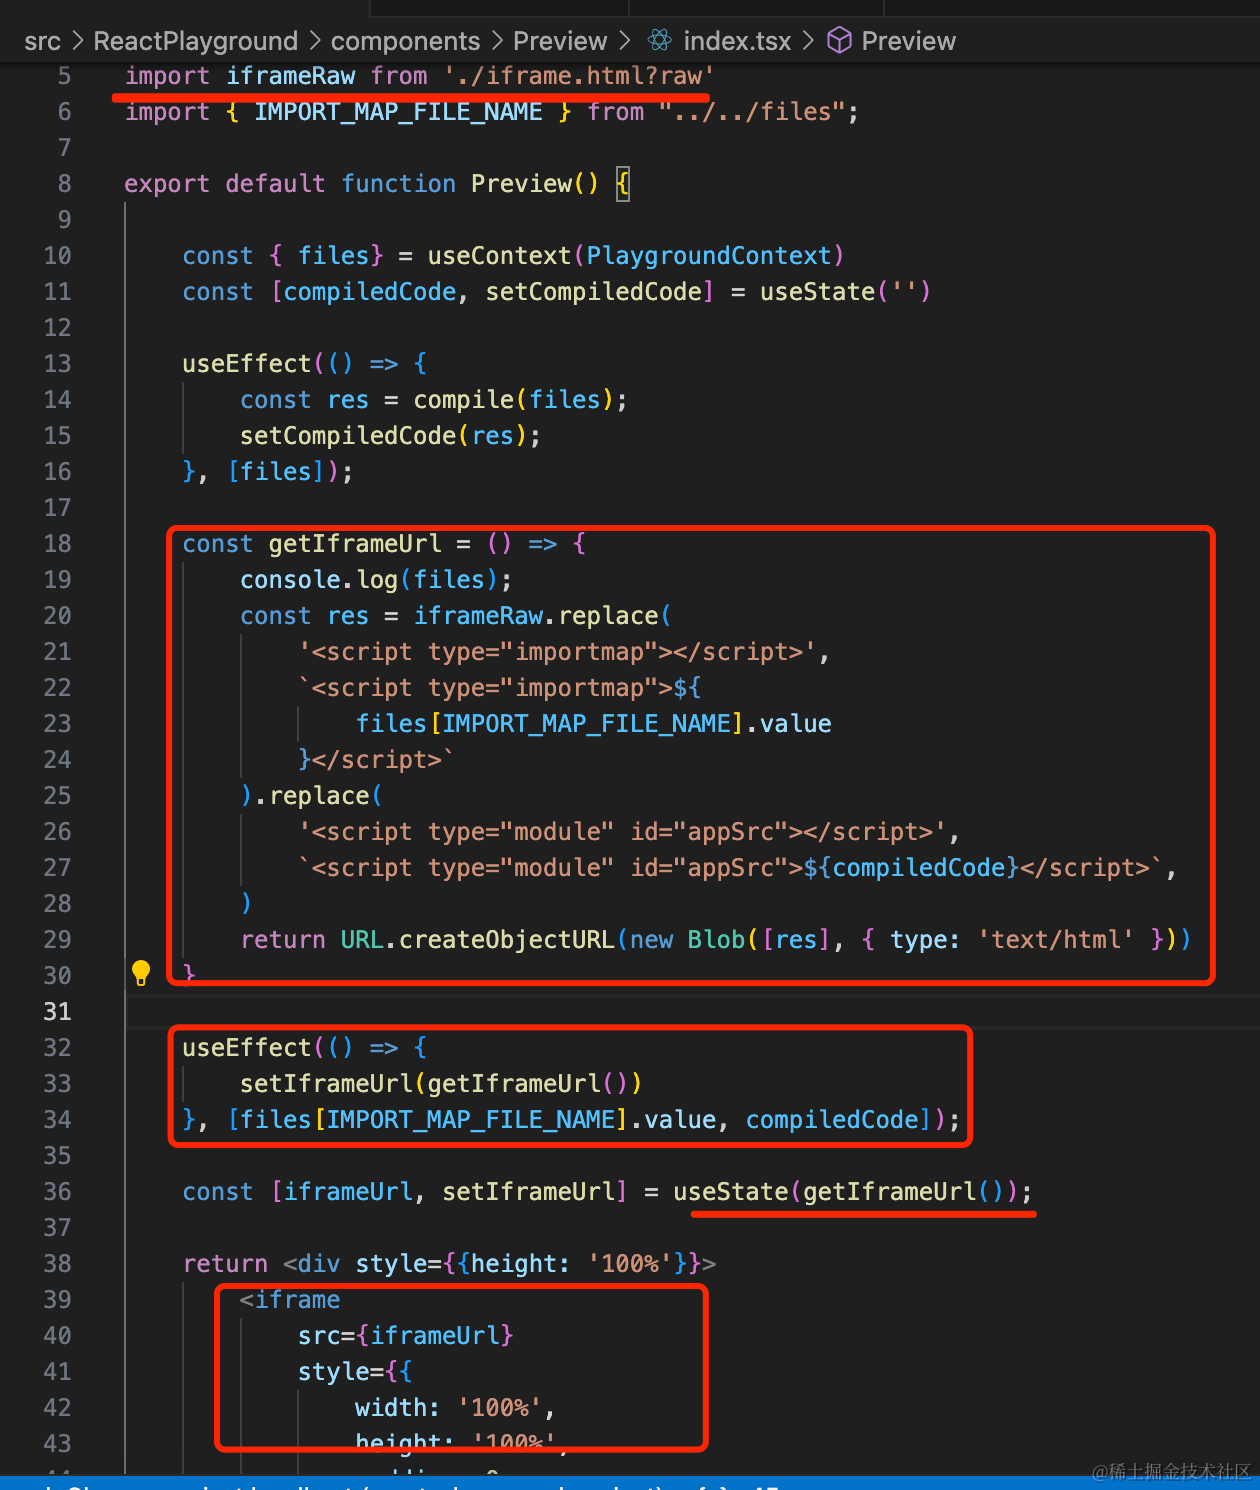 src > ReactPlayground > components > Preview > index.tsx > Preview
5 import iframeRaw from './iframe.html?raw'
6 import { IMPORT_MAP_FILE_NAME } from "../../files";
7
8 export default function Preview() {
9
10 const { files} = useContext(PlaygroundContext)
11 const [compiledCode, setCompiledCode] = useState('')
12
13 useEffect(() => {
14 const res = compile(files);
15 setCompiledCode(res);
16 }, [files]);
17
18 const getIframeUrl = () => {
19 console.log(files);
20 const res = iframeRaw.replace(
21 '<script type="importmap"></script>',
22 `<script type="importmap">${
23 files[IMPORT_MAP_FILE_NAME].value
24 }</script>`
25 ).replace(
26 '<script type="module" id="appSrc"></script>',
27 `<script type="module" id="appSrc">${compiledCode}</script>`,
28 )
29 return URL.createObjectURL(new Blob([res], { type: 'text/html' }))
30 }
31
32 useEffect(() => {
33 setIframeUrl(getIframeUrl())
34 }, [files[IMPORT_MAP_FILE_NAME].value, compiledCode]);
35
36 const [iframeUrl, setIframeUrl] = useState(getIframeUrl());
37
38 return <div style={{height: '100%'}}>
39 <iframe
40 src={iframeUrl}
41 style={{
42 width: '100%',
43 height: '100%',
@稀土掘金技术社区